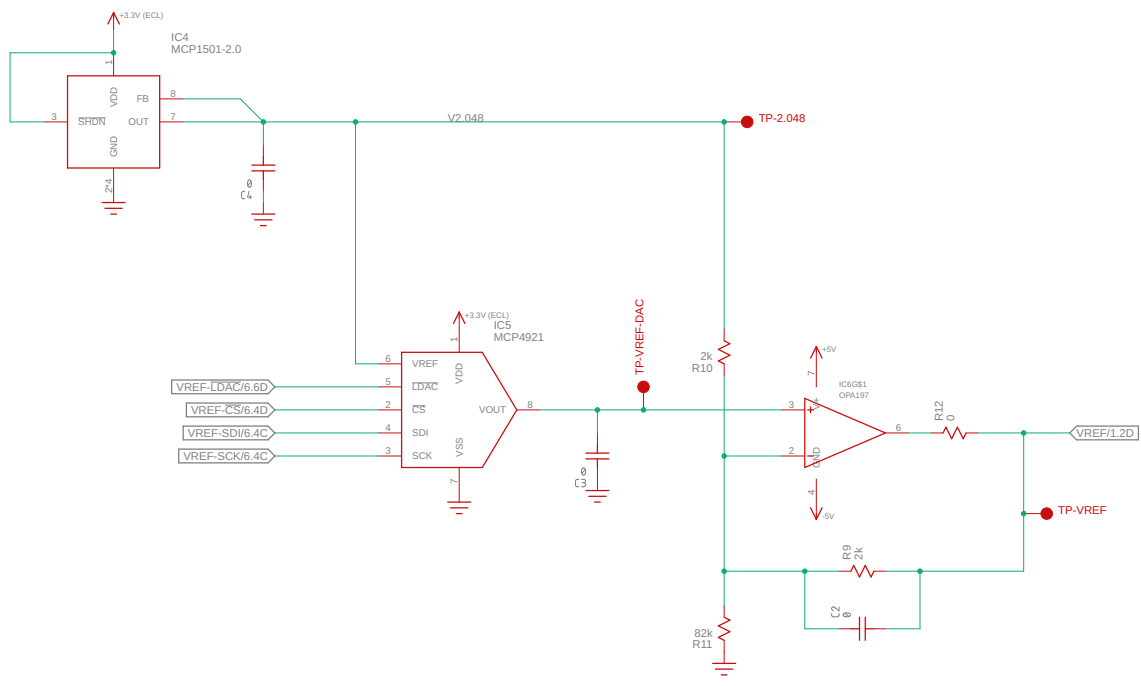 +3.3V (ECL)
IC4
MCP1501-2.0
1
VDD
FB
8
3
SHDN
OUT
7
GND
2*4
0
C4
V2.048
TP-2.048
+3.3V (ECL)
IC5
MCP4921
1
6
VREF
VDD
VREF-LDAC/6.6D
5
LDAC
VREF-CS/6.4D
2
CS
VOUT
8
VREF-SDI/6.4C
4
SDI
VREF-SCK/6.4C
3
SCK
VSS
7
TP-VREF-DAC
0
C3
2k
R10
+5V
7
IC6G$1
OPA197
3
V+
2
GND
6
4
-5V
R12
0
VREF/1.2D
TP-VREF
R9
2k
C2
0
82k
R11